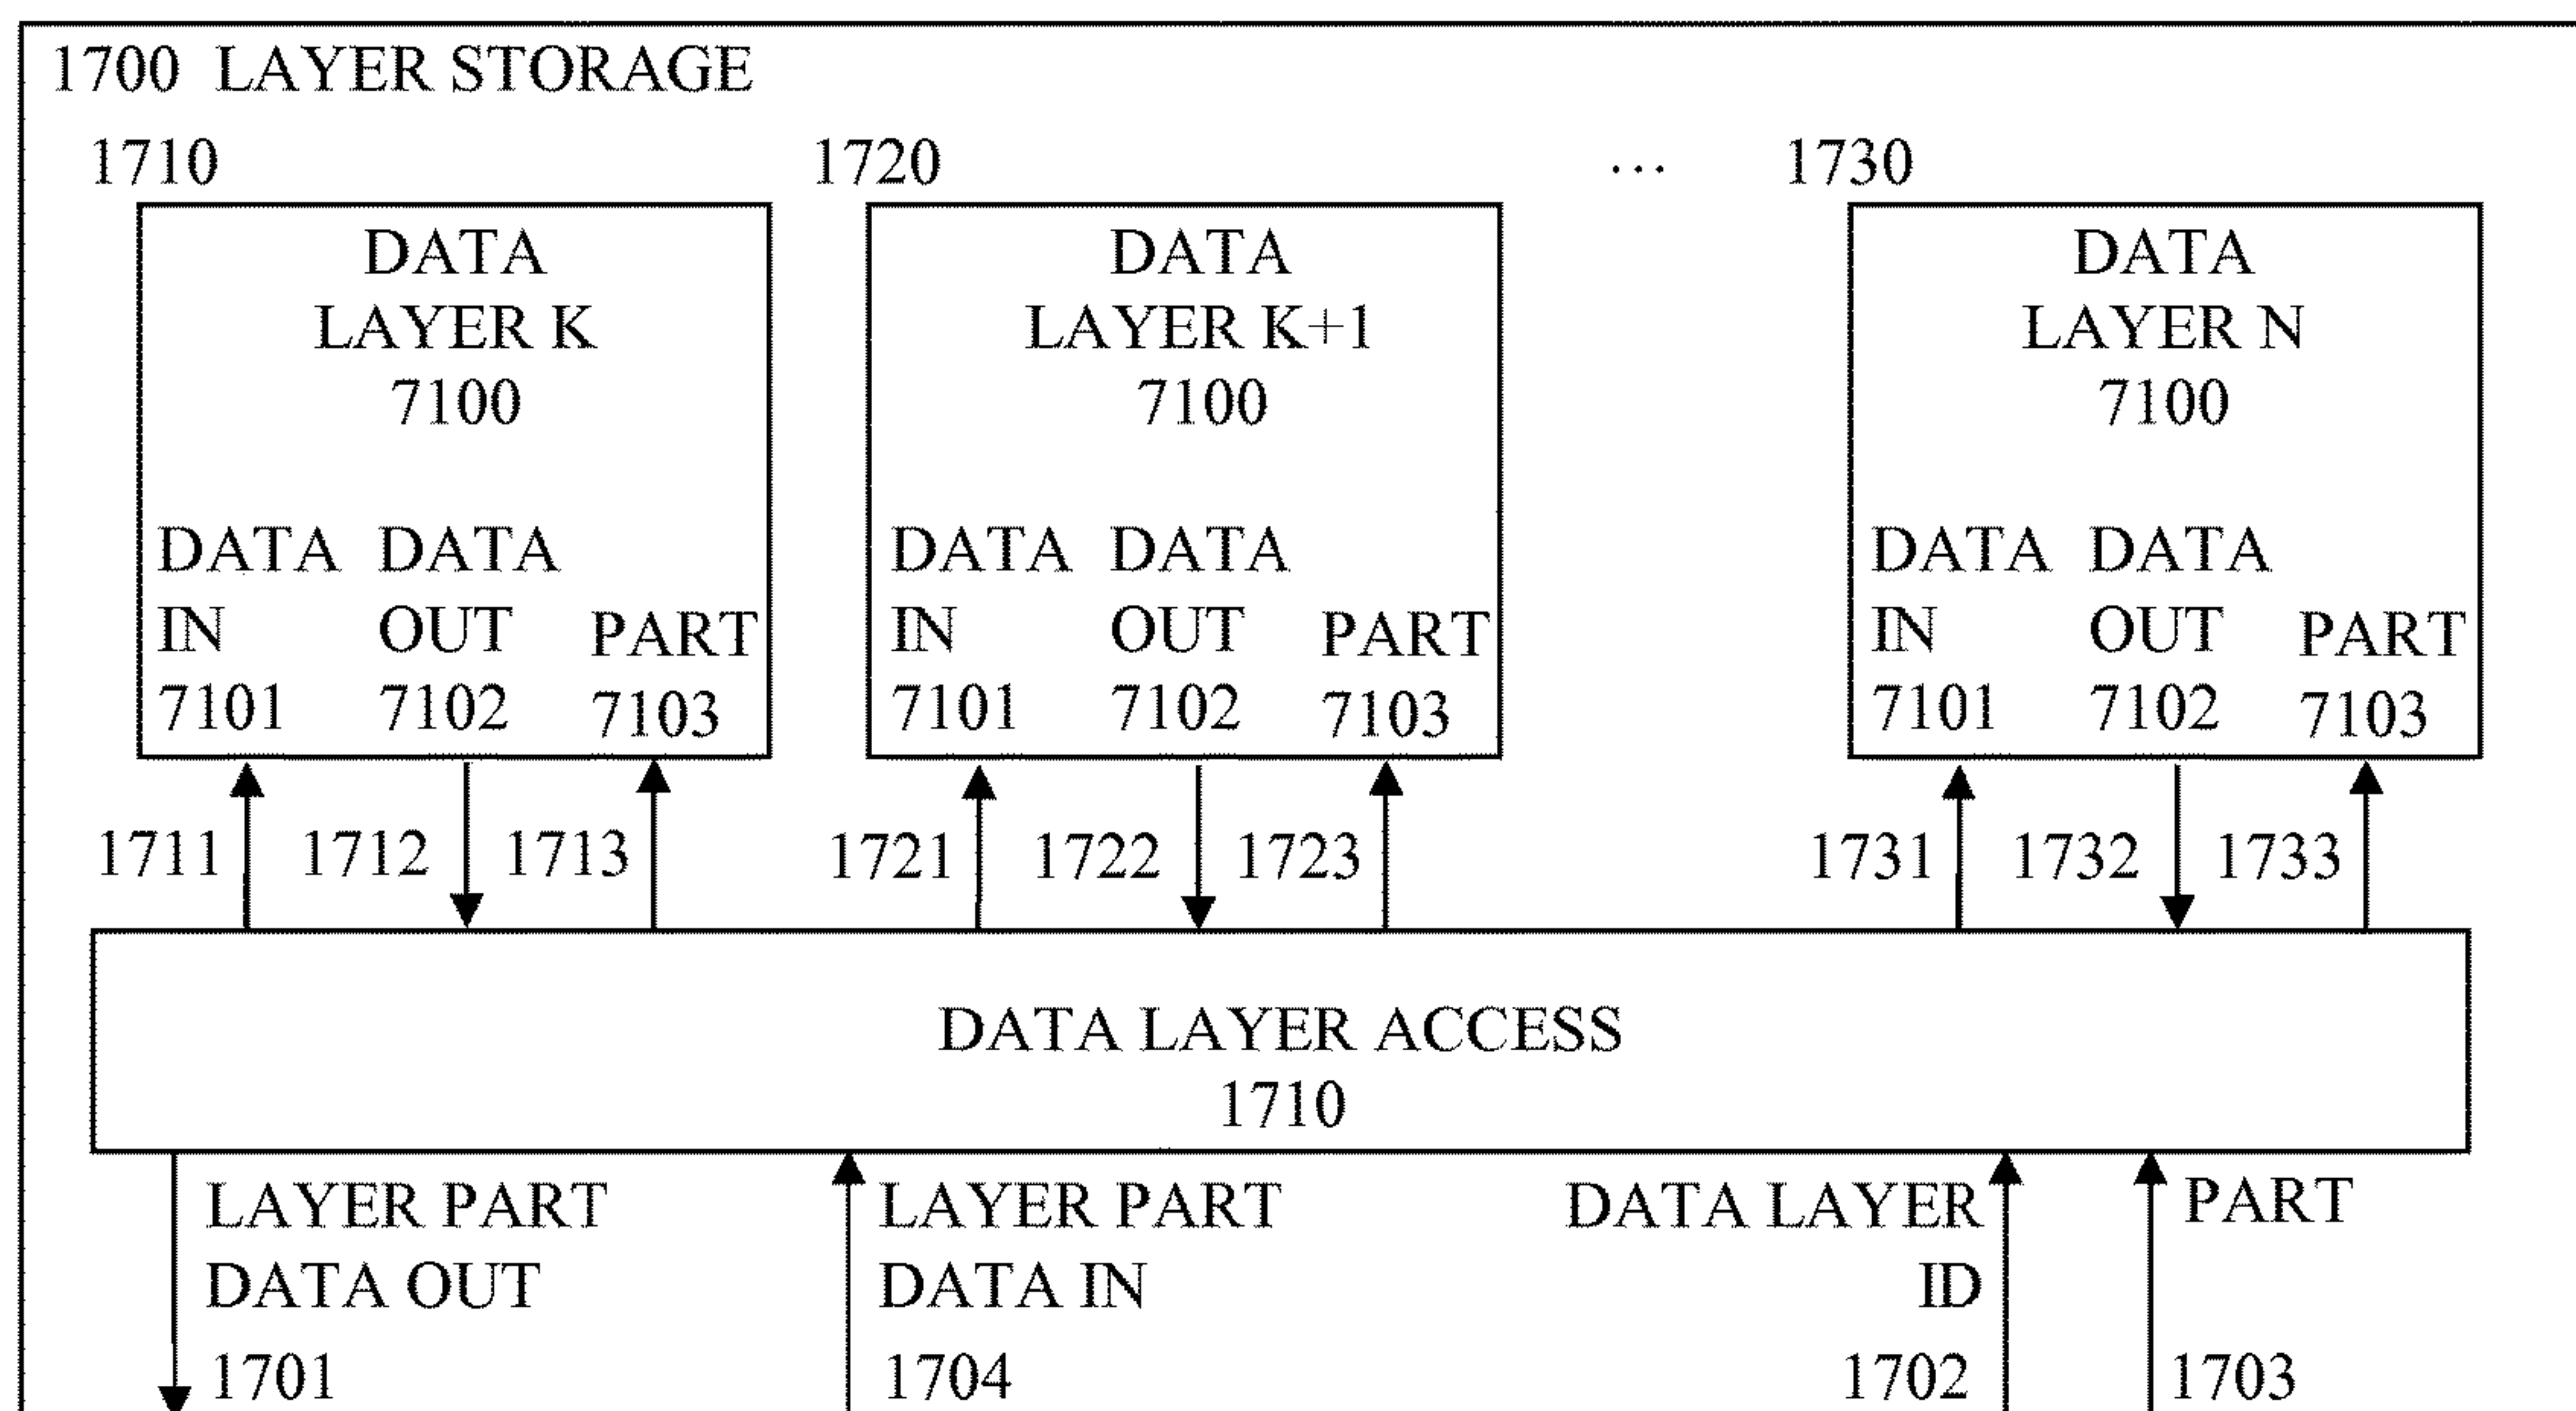 1700 LAYER STORAGE
1710 1720 ... 1730
DATA
LAYER K
7100
DATA DATA
IN OUT PART
7101 7102 7103
DATA
LAYER K+1
7100
DATA DATA
IN OUT PART
7101 7102 7103
DATA
LAYER N
7100
DATA DATA
IN OUT PART
7101 7102 7103
1711 1712 1713 1721 1722 1723 1731 1732 1733
DATA LAYER ACCESS
1710
LAYER PART
DATA OUT
1701
LAYER PART
DATA IN
1704
DATA LAYER
ID
1702
PART
1703